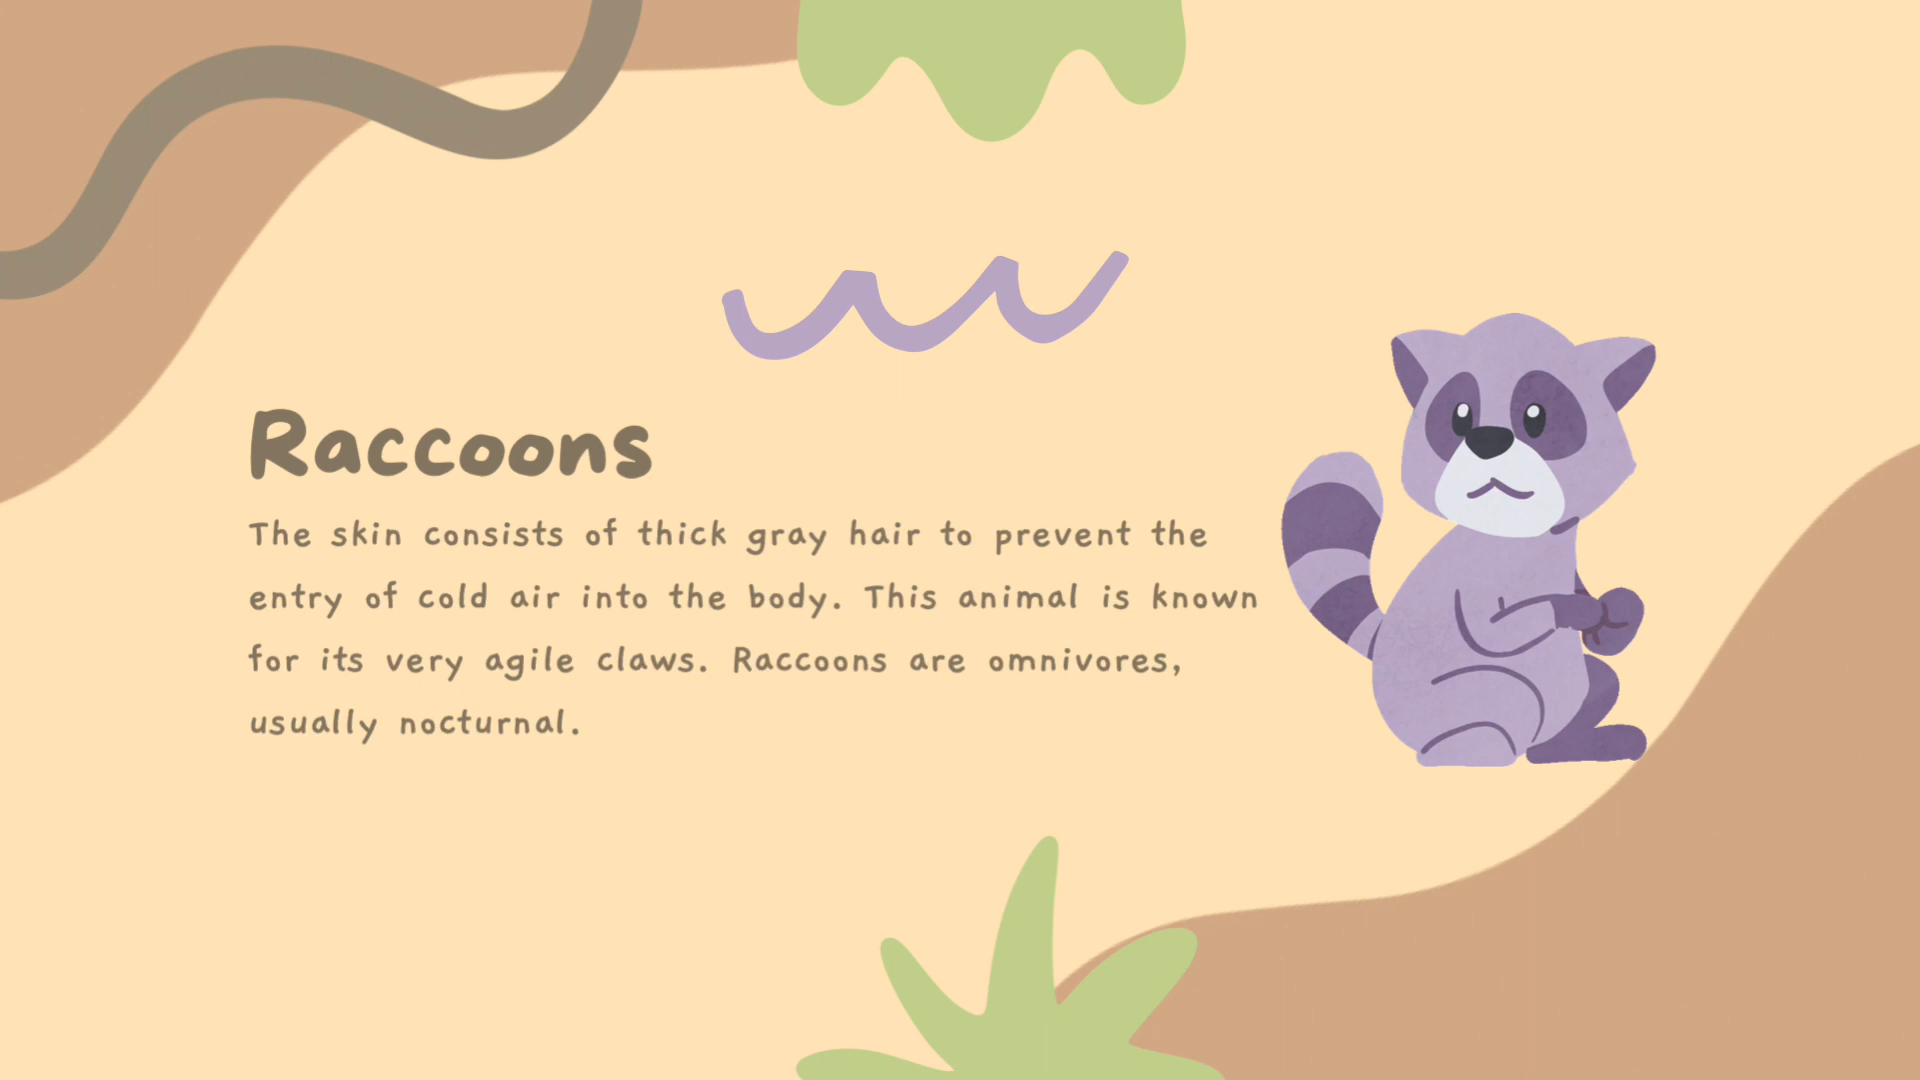 Raccoons
The skin consists of thick gray hair to prevent the
entry of cold air into the body. This animal is known
for its very agile claws. Raccoons are omnivores,
usually nocturnal.